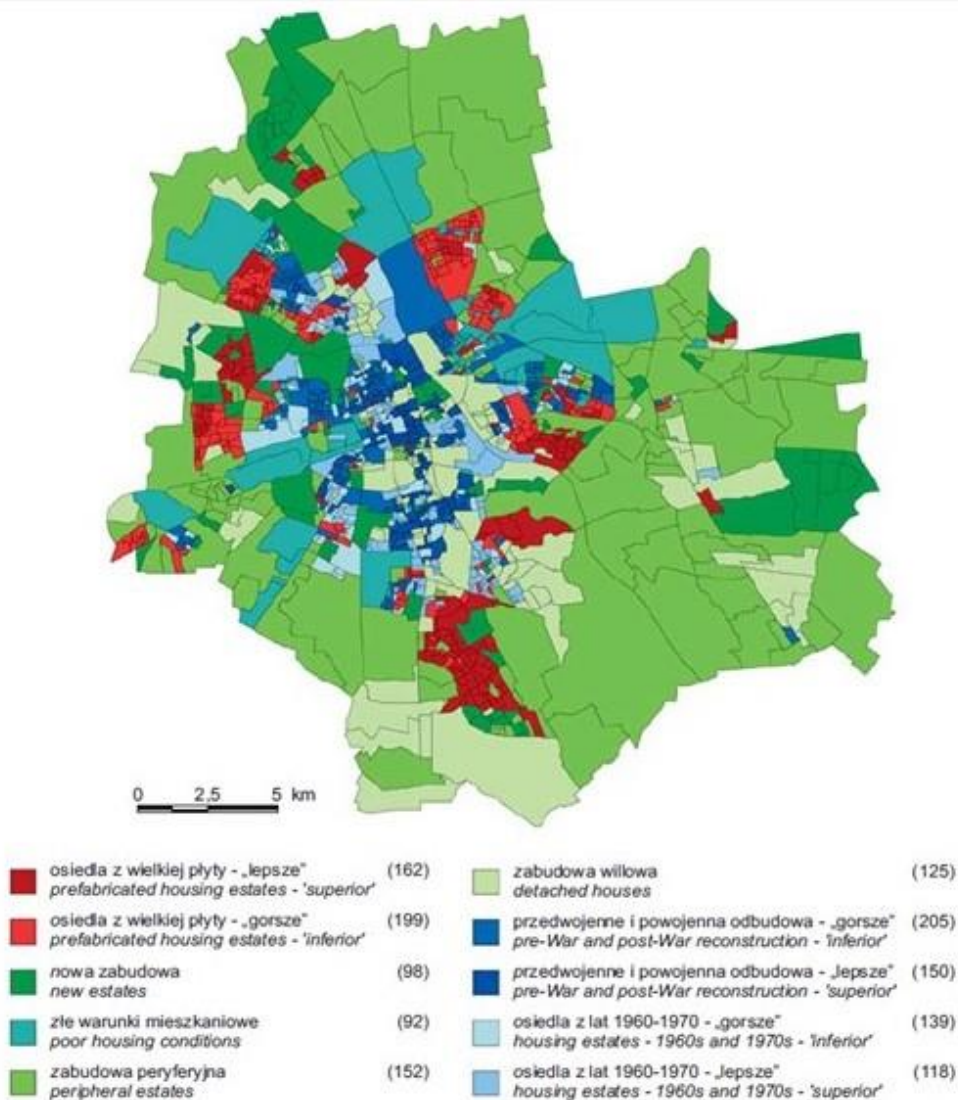 0 2,5 5 km
osiedla z wielkiej płyty - „lepsze” (162)
prefabricated housing estates - 'superior'
osiedla z wielkiej płyty - „gorsze” (199)
prefabricated housing estates - 'inferior'
nowa zabudowa (98)
new estates
złe warunki mieszkaniowe (92)
poor housing conditions
zabudowa peryferyjna (152)
peripheral estates
zabudowa willowa (125)
detached houses
przedwojenne i powojenna odbudowa - „gorsze” (205)
pre-War and post-War reconstruction - 'inferior'
przedwojenne i powojenna odbudowa - „lepsze” (150)
pre-War and post-War reconstruction - 'superior'
osiedla z lat 1960-1970 - „gorsze” (139)
housing estates - 1960s and 1970s - 'inferior'
osiedla z lat 1960-1970 - „lepsze” (118)
housing estates - 1960s and 1970s - 'superior'